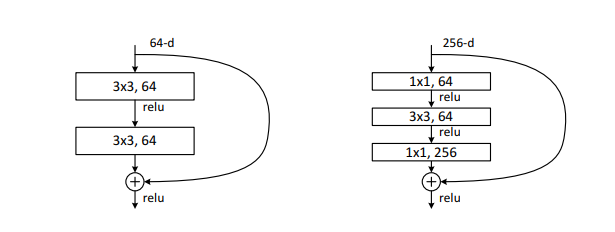 64-d
3x3, 64
relu
3x3, 64
relu
256-d
1x1, 64
relu
3x3, 64
relu
1x1, 256
relu